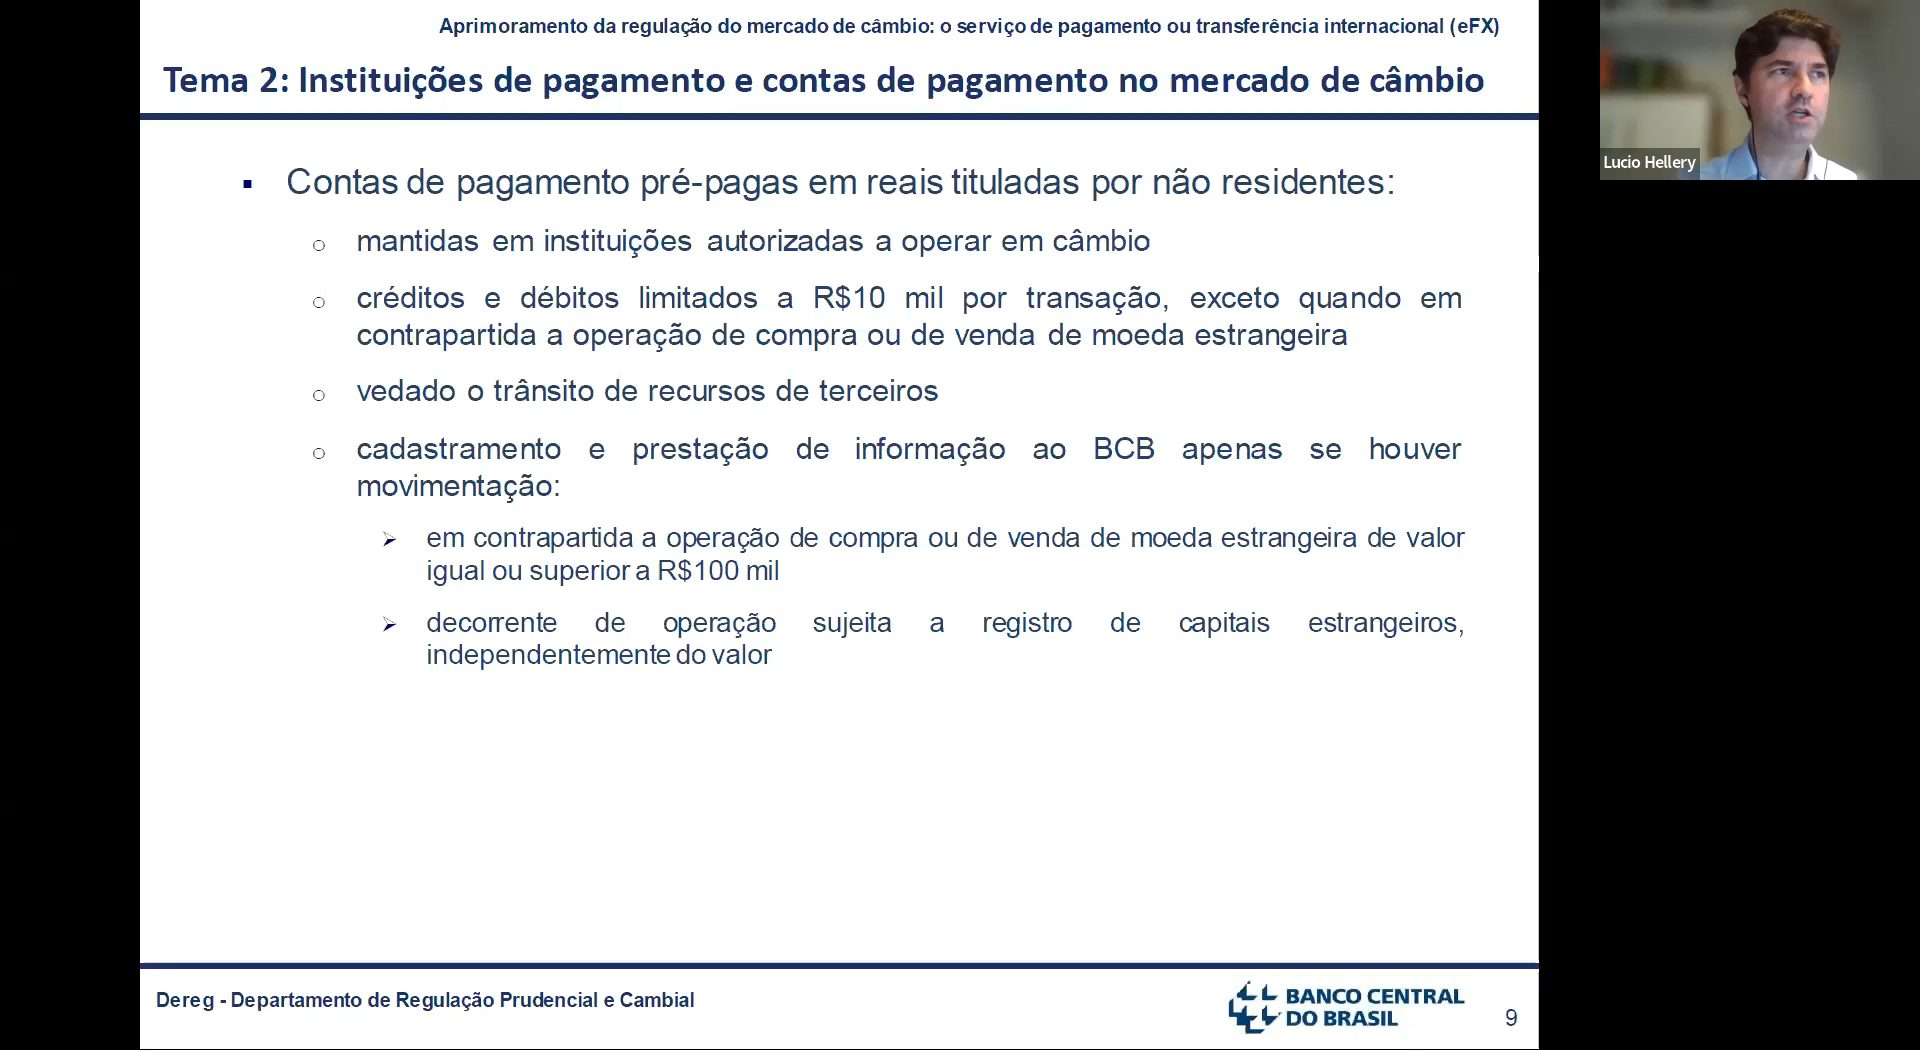 Aprimoramento da regulação do mercado de câmbio: o serviço de pagamento ou transferência internacional (eFX)
Tema 2: Instituições de pagamento e contas de pagamento no mercado de câmbio
Contas de pagamento pré-pagas em reais tituladas por não residentes:
mantidas em instituições autorizadas a operar em câmbio
créditos e débitos limitados a R$10 mil por transação, exceto quando em
contrapartida a operação de compra ou de venda de moeda estrangeira
vedado o trânsito de recursos de terceiros
cadastramento e prestação de informação ao BCB apenas se houver
movimentação:
em contrapartida a operação de compra ou de venda de moeda estrangeira de valor
igual ou superior a R$100 mil
decorrente de operação sujeita a registro de capitais estrangeiros,
independentemente do valor
Dereg - Departamento de Regulação Prudencial e Cambial
BANCO CENTRAL
DO BRASIL
9
Lucio Hellery